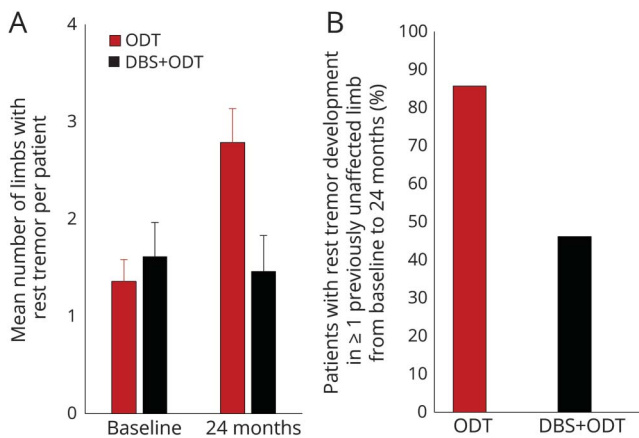 A
ODT
DBS+ODT
Mean number of limbs with
rest tremor per patient
4
3
2
1
0
Baseline
24 months
B
Patients with rest tremor development
in ≥ 1 previously unaffected limb
from baseline to 24 months (%)
100
90
80
70
60
50
40
30
20
10
0
ODT
DBS+ODT